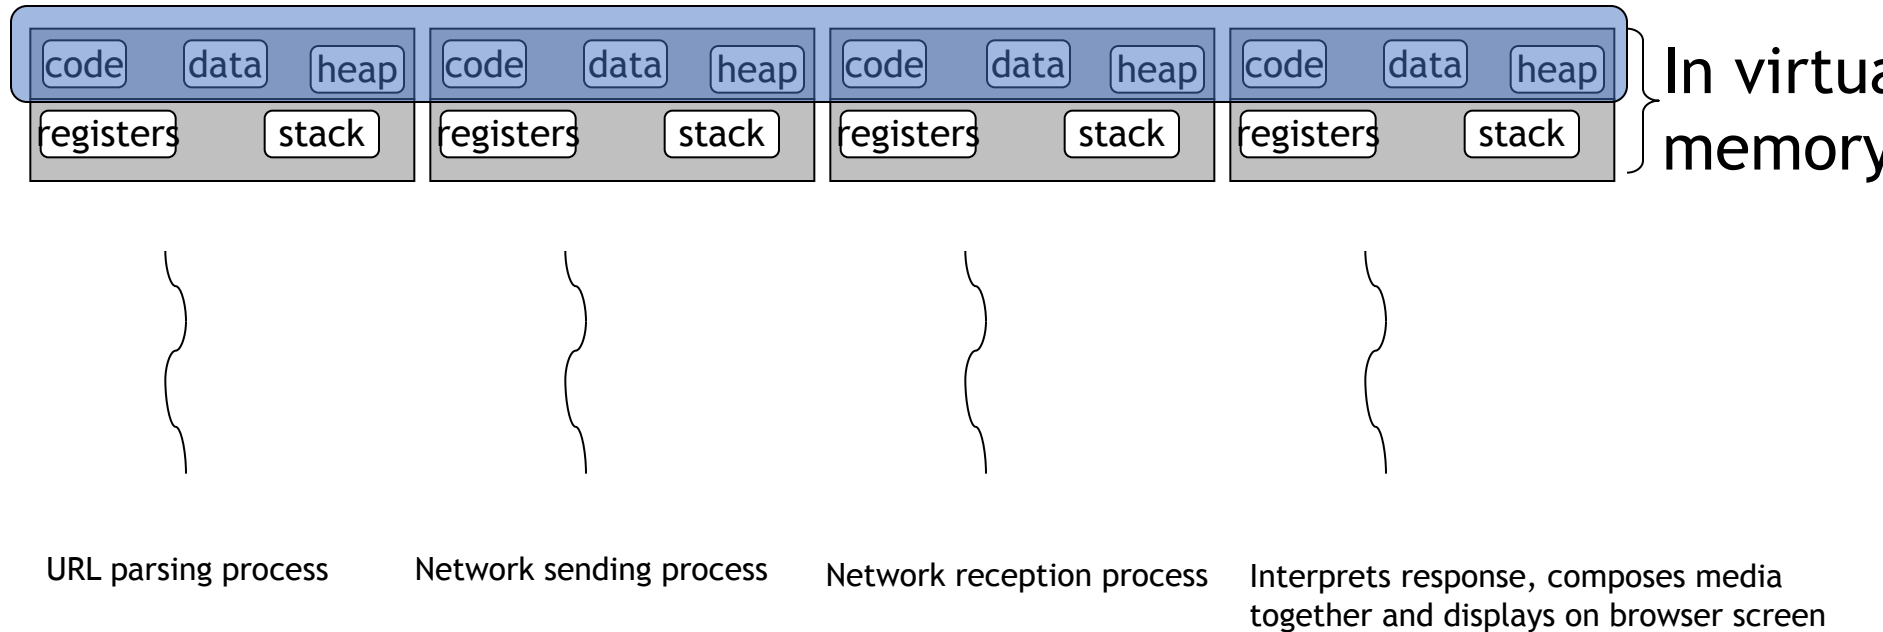 code data heap code data heap code data heap code data heap
registers stack registers stack registers stack registers stack
In virtua
memory
URL parsing process
Network sending process
Network reception process
Interprets response, composes media
together and displays on browser screen